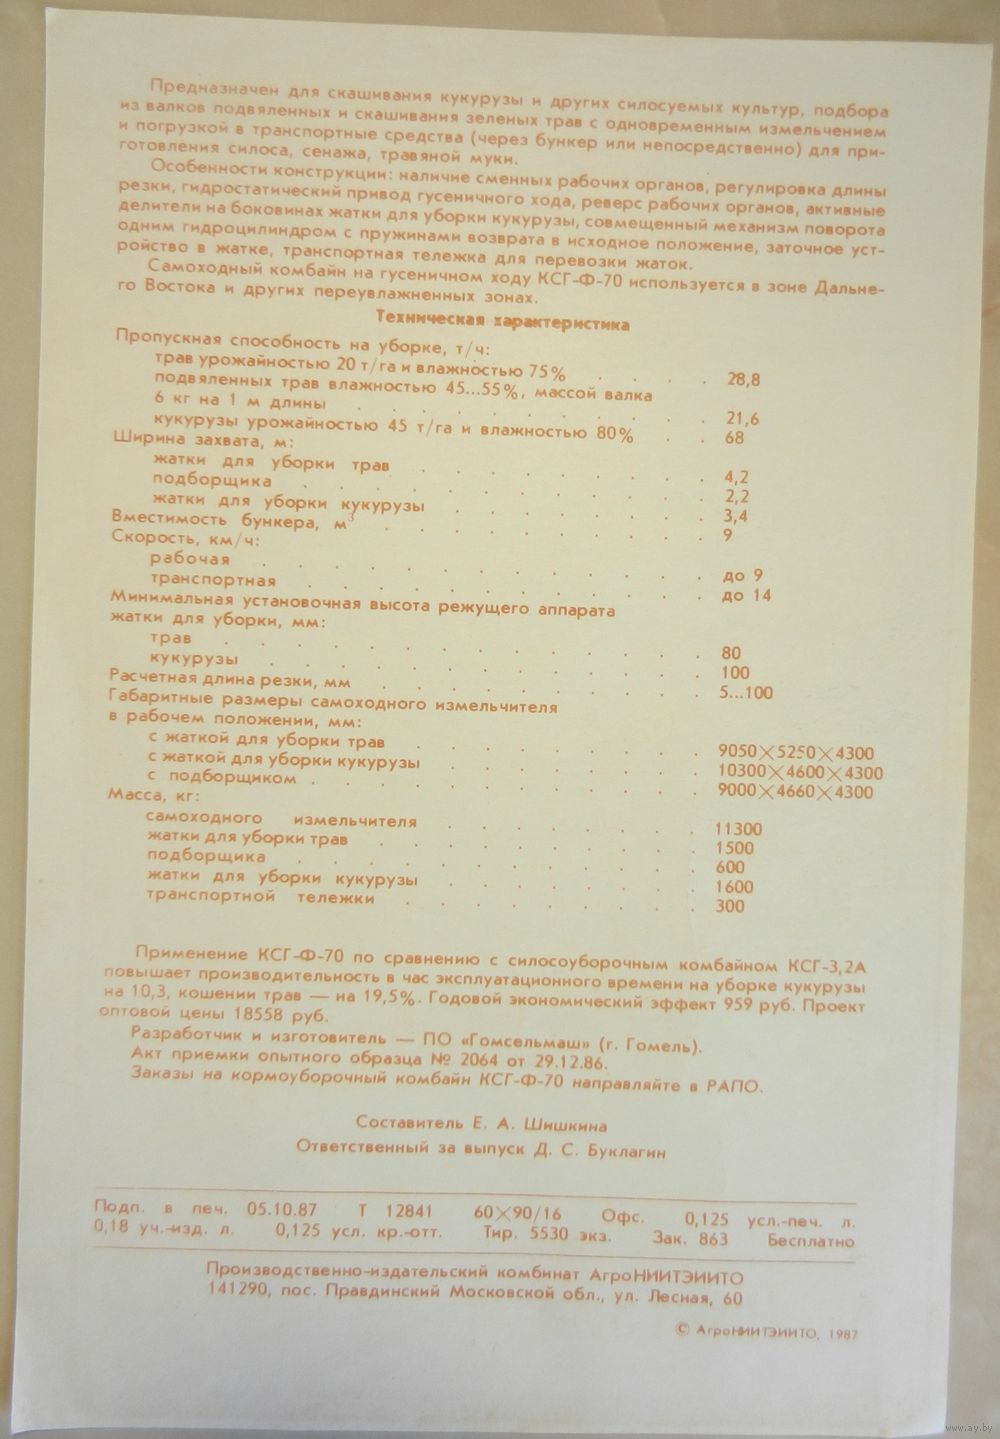 Предназначен для скашивания кукурузы и других силосуемых культур, подбора
из валков подвяленных и скашивания зеленых трав с одновременным измельчением
и погрузкой в транспортные средства (через бункер или непосредственно) для при-
готовления силоса, сенажа, травяной муки.
Особенности конструкции: наличие сменных рабочих органов, регулировка длины
резки, гидростатический привод гусеничного хода, реверс рабочих органов, активные
делители на боковинах жатки для уборки кукурузы, совмещенный механизм поворота
одним гидроцилиндром с пружинами возврата в исходное положение, заточное уст-
ройство в жатке, транспортная тележка для перевозки жаток.
Самоходный комбайн на гусеничном ходу КСГ-Ф-70 используется в зоне Дальне-
го Востока и других переувлажненных зонах.
Техническая характеристика
Пропускная способность на уборке, т/ч:
трав урожайностью 20 т/га и влажностью 75% . . . . 28,8
подвяленных трав влажностью 45...55%, массой валка
6 кг на 1 м длины . . . . . . . . . 21,6
кукурузы урожайностью 45 т/га и влажностью 80% . . 68
Ширина захвата, м:
жатки для уборки трав . . . . . . . . 4,2
подборщика . . . . . . . . . . 2,2
жатки для уборки кукурузы . . . . . . . 3,4
Вместимость бункера, м³ . . . . . . . . . 9
Скорость, км/ч:
рабочая . . . . . . . . . . . до 9
транспортная . . . . . . . . . . до 14
Минимальная установочная высота режущего аппарата
жатки для уборки, мм:
трав . . . . . . . . . . . . 80
кукурузы . . . . . . . . . . . 100
Расчетная длина резки, мм . . . . . . . . 5...100
Габаритные размеры самоходного измельчителя
в рабочем положении, мм:
с жаткой для уборки трав . . . . . . . . 9050×5250×4300
с жаткой для уборки кукурузы . . . . . . . 10300×4600×4300
с подборщиком . . . . . . . . . . 9000×4660×4300
Масса, кг:
самоходного измельчителя . . . . . . . 11300
жатки для уборки трав . . . . . . . . 1500
подборщика . . . . . . . . . . 600
жатки для уборки кукурузы . . . . . . . 1600
транспортной тележки . . . . . . . . 300
Применение КСГ-Ф-70 по сравнению с силосоуборочным комбайном КСГ-3,2А
повышает производительность в час эксплуатационного времени на уборке кукурузы
на 10,3, кошении трав — на 19,5%. Годовой экономический эффект 959 руб. Проект
оптовой цены 18558 руб.
Разработчик и изготовитель — ПО «Гомсельмаш» (г. Гомель).
Акт приемки опытного образца № 2064 от 29.12.86.
Заказы на кормоуборочный комбайн КСГ-Ф-70 направляйте в РАПО.
Составитель Е. А. Шишкина
Ответственный за выпуск Д. С. Буклагин
Подп. в печ. 05.10.87 Т 12841 60×90/16 Офс. 0,125 усл.-печ. л.
0,18 уч.-изд. л. 0,125 усл. кр.-отт. Тир. 5530 экз. Зак. 863 Бесплатно
Производственно-издательский комбинат АгроНИИТЭИИТО
141290, пос. Правдинский Московской обл., ул. Лесная, 60
© АгроНИИТЭИИТО, 1987
www.ay.by